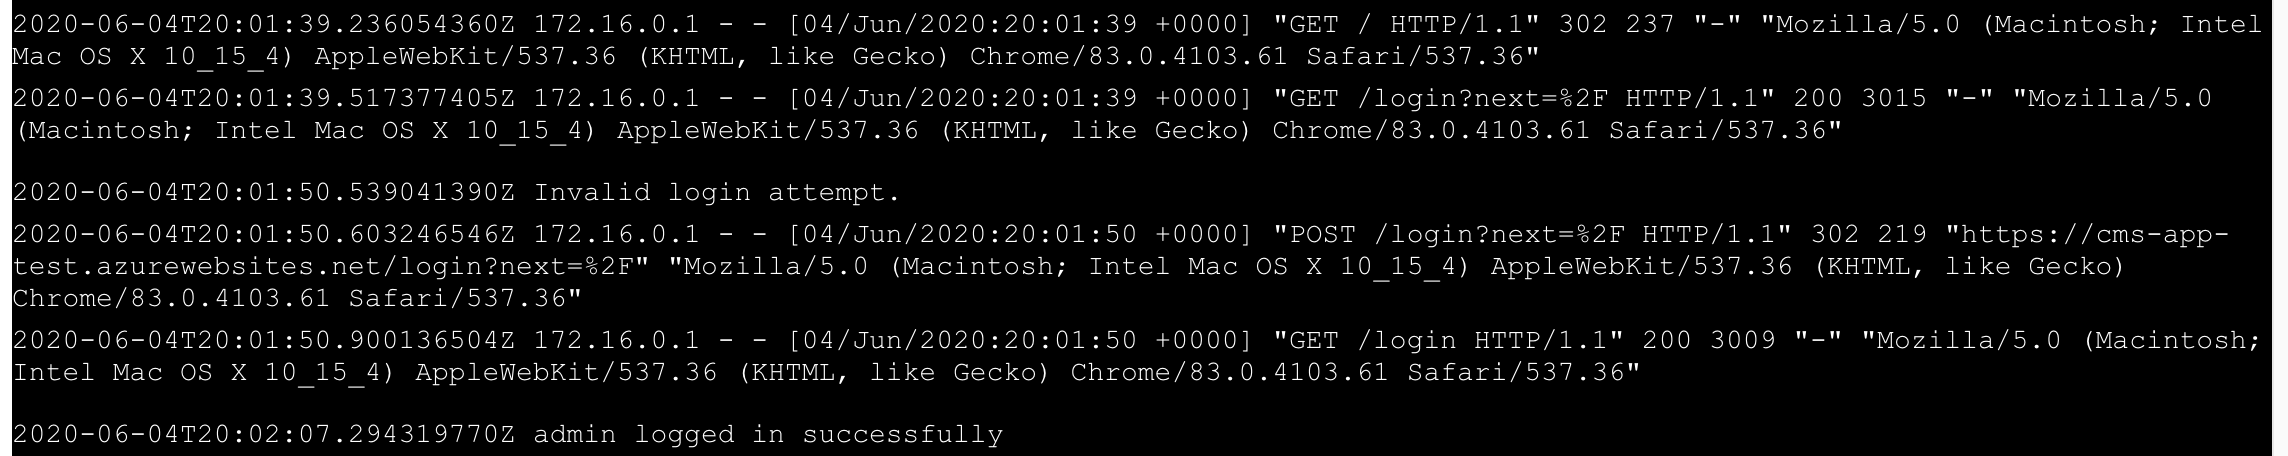 2020-06-04T20:01:39.236054360Z 172.16.0.1 - - [04/Jun/2020:20:01:39 +0000] "GET / HTTP/1.1" 302 237 "-" "Mozilla/5.0 (Macintosh; Intel
Mac OS X 10_15_4) AppleWebKit/537.36 (KHTML, like Gecko) Chrome/83.0.4103.61 Safari/537.36"
2020-06-04T20:01:39.517377405Z 172.16.0.1 - - [04/Jun/2020:20:01:39 +0000] "GET /login?next=%2F HTTP/1.1" 200 3015 "-" "Mozilla/5.0
(Macintosh; Intel Mac OS X 10_15_4) AppleWebKit/537.36 (KHTML, like Gecko) Chrome/83.0.4103.61 Safari/537.36"
2020-06-04T20:01:50.539041390Z Invalid login attempt.
2020-06-04T20:01:50.603246546Z 172.16.0.1 - - [04/Jun/2020:20:01:50 +0000] "POST /login?next=%2F HTTP/1.1" 302 219 "https://cms-app-
test.azurewebsites.net/login?next=%2F" "Mozilla/5.0 (Macintosh; Intel Mac OS X 10_15_4) AppleWebKit/537.36 (KHTML, like Gecko)
Chrome/83.0.4103.61 Safari/537.36"
2020-06-04T20:01:50.900136504Z 172.16.0.1 - - [04/Jun/2020:20:01:50 +0000] "GET /login HTTP/1.1" 200 3009 "-" "Mozilla/5.0 (Macintosh;
Intel Mac OS X 10_15_4) AppleWebKit/537.36 (KHTML, like Gecko) Chrome/83.0.4103.61 Safari/537.36"
2020-06-04T20:02:07.294319770Z admin logged in successfully